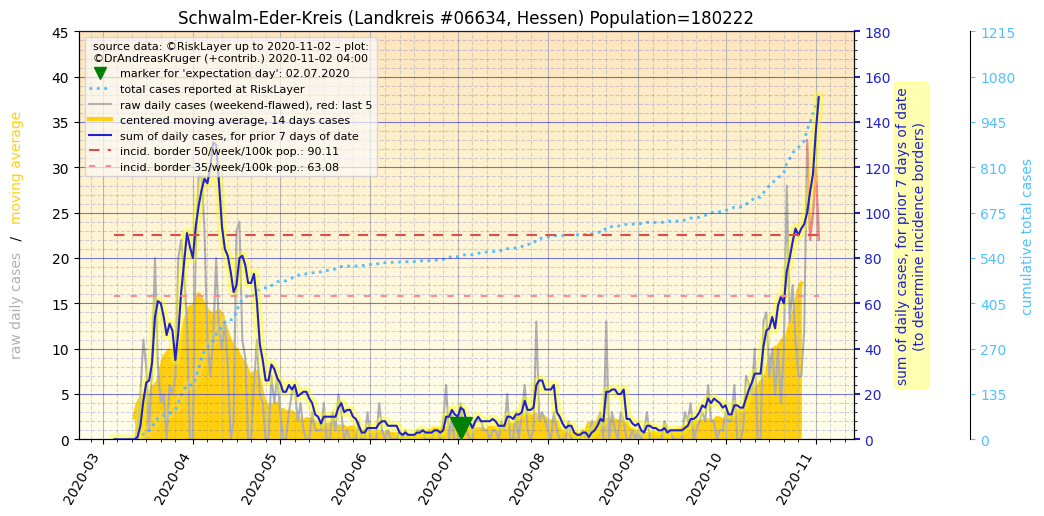 Schwalm-Eder-Kreis (Landkreis #06634, Hessen) Population=180222
source data: ©RiskLayer up to 2020-11-02 – plot:
©DrAndreasKruger (+contrib.) 2020-11-02 04:00
marker for 'expectation day': 02.07.2020
total cases reported at RiskLayer
raw daily cases (weekend-flawed), red: last 5
centered moving average, 14 days cases
sum of daily cases, for prior 7 days of date
incid. border 50/week/100k pop.: 90.11
incid. border 35/week/100k pop.: 63.08
raw daily cases / moving average
45
40
35
30
25
20
15
10
5
0
2020-03
2020-04
2020-05
2020-06
2020-07
2020-08
2020-09
2020-10
2020-11
180
160
140
120
100
80
60
40
20
0
sum of daily cases, for prior 7 days of date
(to determine incidence borders)
1215
1080
945
810
675
540
405
270
135
0
cumulative total cases